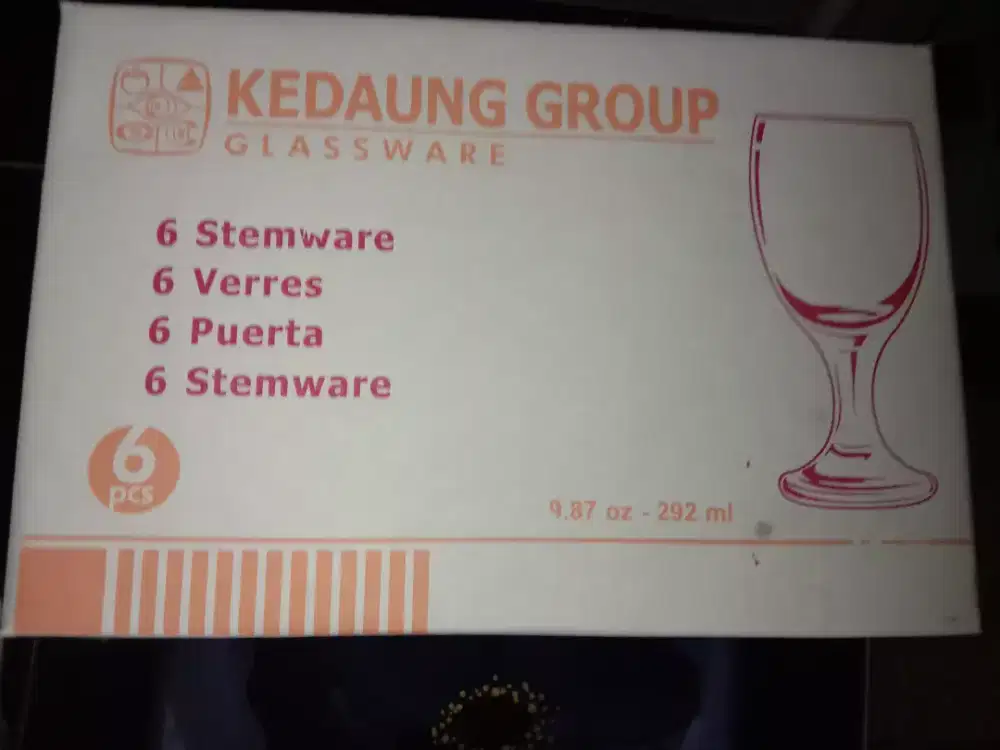 KEDAUNG GROUP
GLASSWARE
6 Stemware
6 Verres
6 Puerta
6 Stemware
6
pcs
9.87 oz - 292 ml